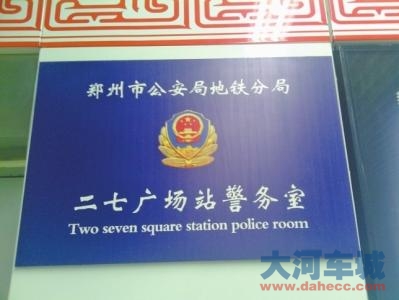 郑州市公安局地铁分局
二七广场站警务室
Two seven square station police room
大河车城
www.dahecc.com